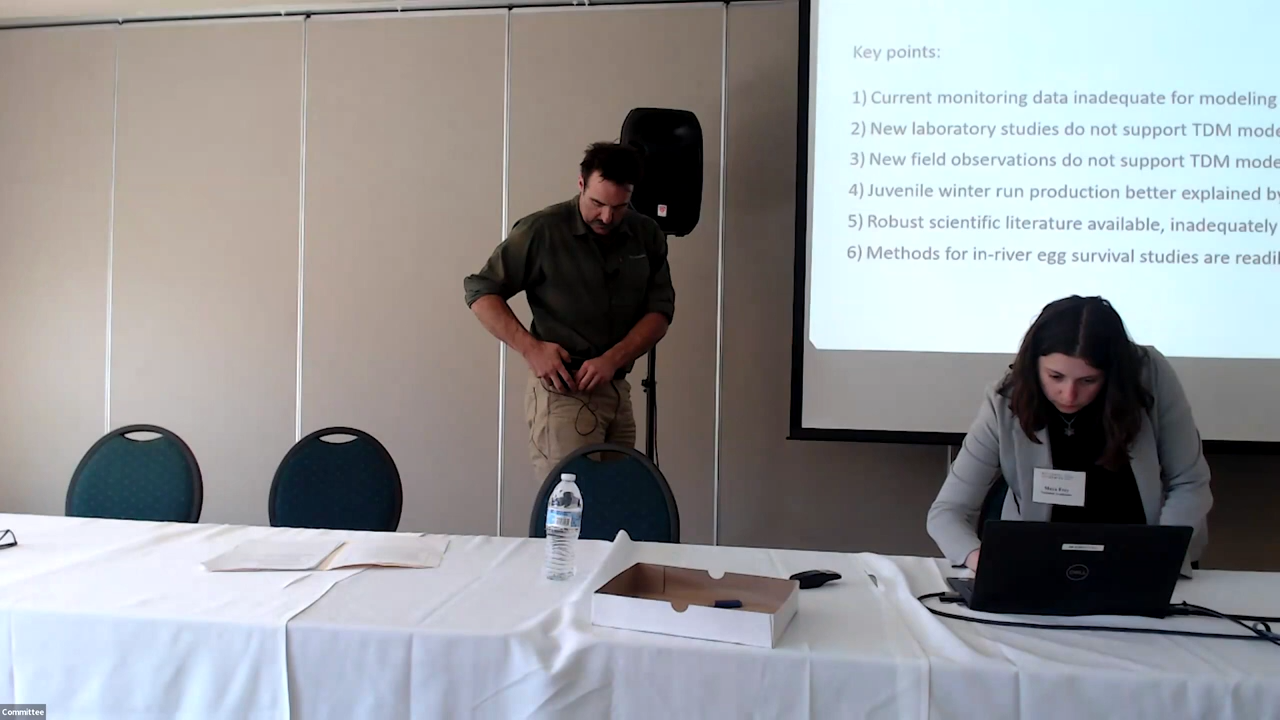 Key points:
1) Current monitoring data inadequate for modeling
2) New laboratory studies do not support TDM mode
3) New field observations do not support TDM mode
4) Juvenile winter run production better explained by
5) Robust scientific literature available, inadequately
6) Methods for in-river egg survival studies are readil
DELL
Committee